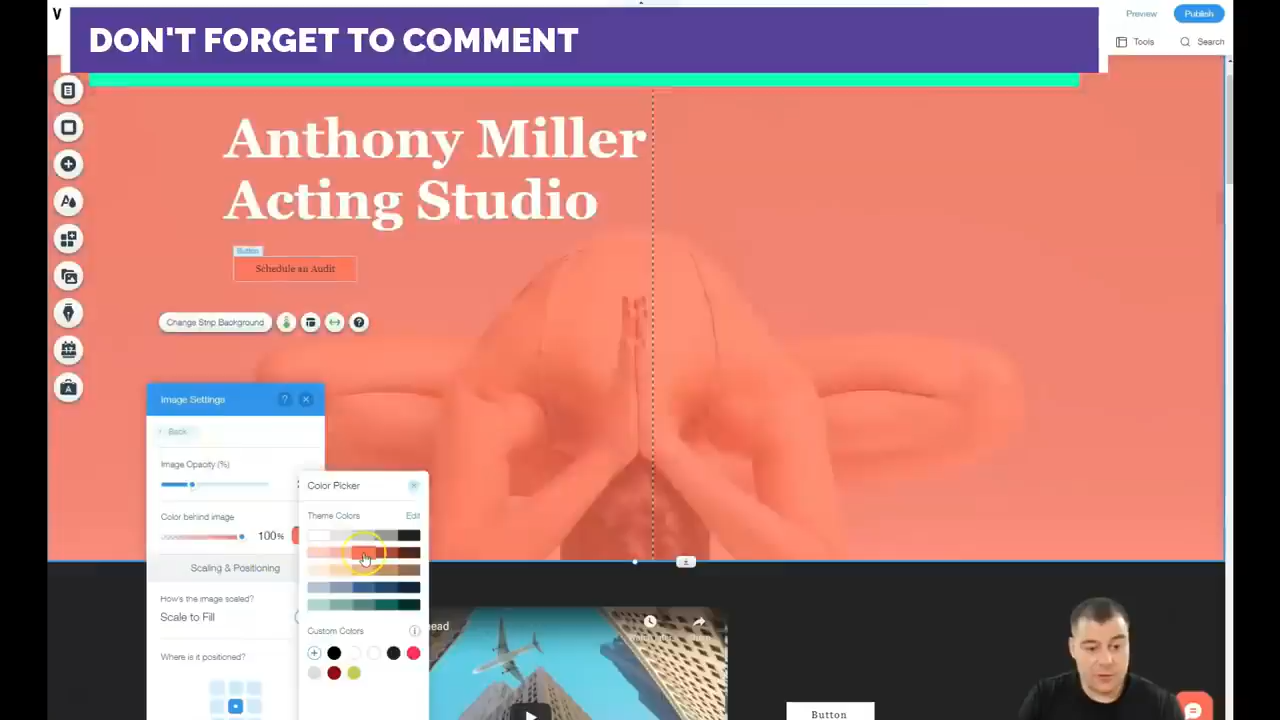 DON'T FORGET TO COMMENT
Preview
Publish
Tools
Search
Anthony Miller
Acting Studio
Button
Schedule an Audit
Change Strip Background
Image Settings
?
Back
Image Opacity (%)
Color behind image
100%
Scaling & Positioning
How's the image scaled?
Scale to Fill
Where is it positioned?
Color Picker
Theme Colors
Edit
Custom Colors
Button